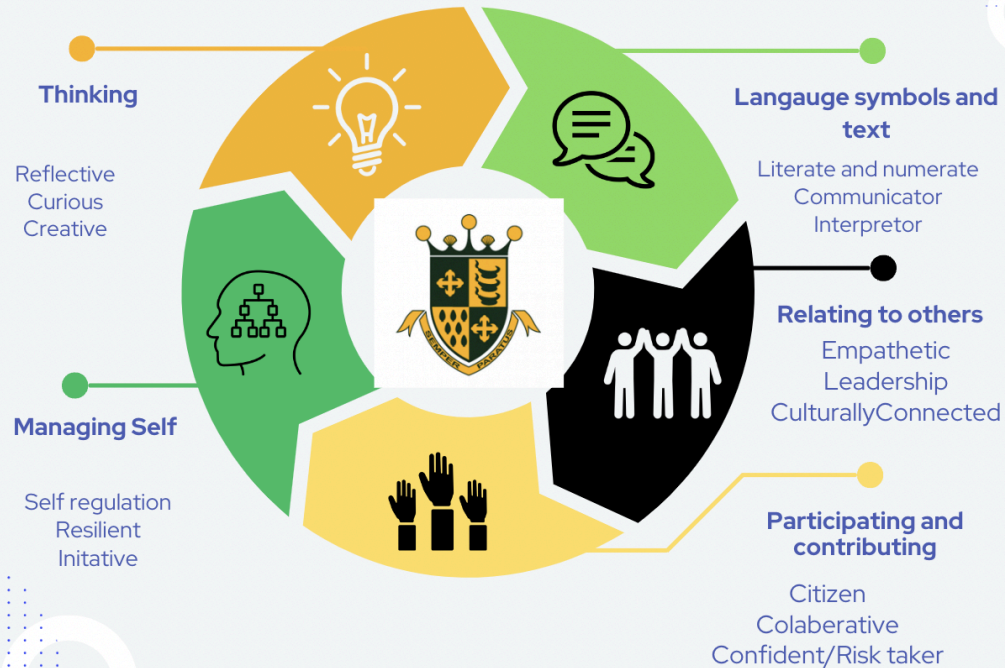 Thinking
Reflective
Curious
Creative
Langauge symbols and
text
Literate and numerate
Communicator
Interpretor
Relating to others
Empathetic
Leadership
CulturallyConnected
Participating and
contributing
Citizen
Colaberative
Confident/Risk taker
Managing Self
Self regulation
Resilient
Initative
SEMPER PARATUS